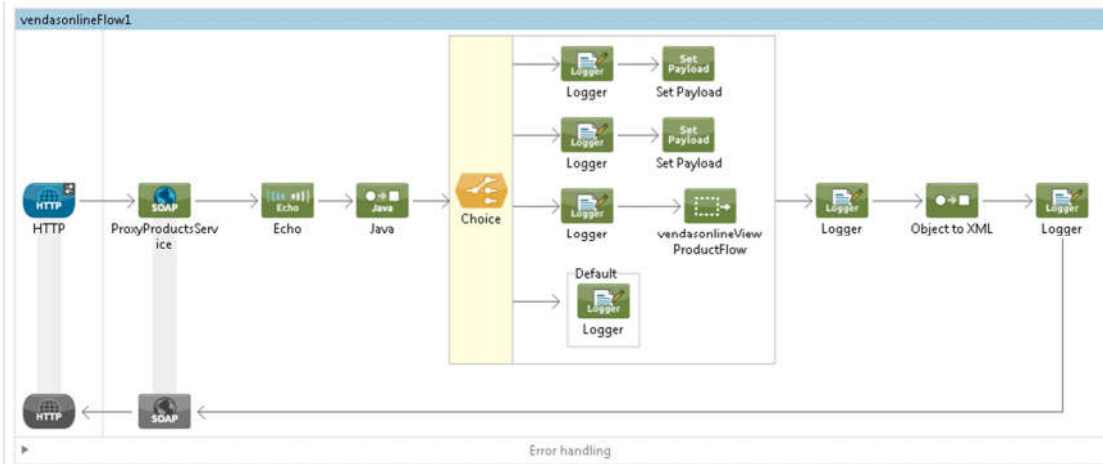 vendasonlineFlow1
Logger
Logger
Set
Payload
Set Payload
Logger
Logger
Set
Payload
Set Payload
HTTP
HTTP
SOAP
ProxyProductsServ
ice
Echo
Echo
Java
Java
Choice
Logger
Logger
vendasonlineView
ProductFlow
Logger
Logger
Object to XML
Logger
Logger
Default
Logger
Logger
HTTP
SOAP
Error handling